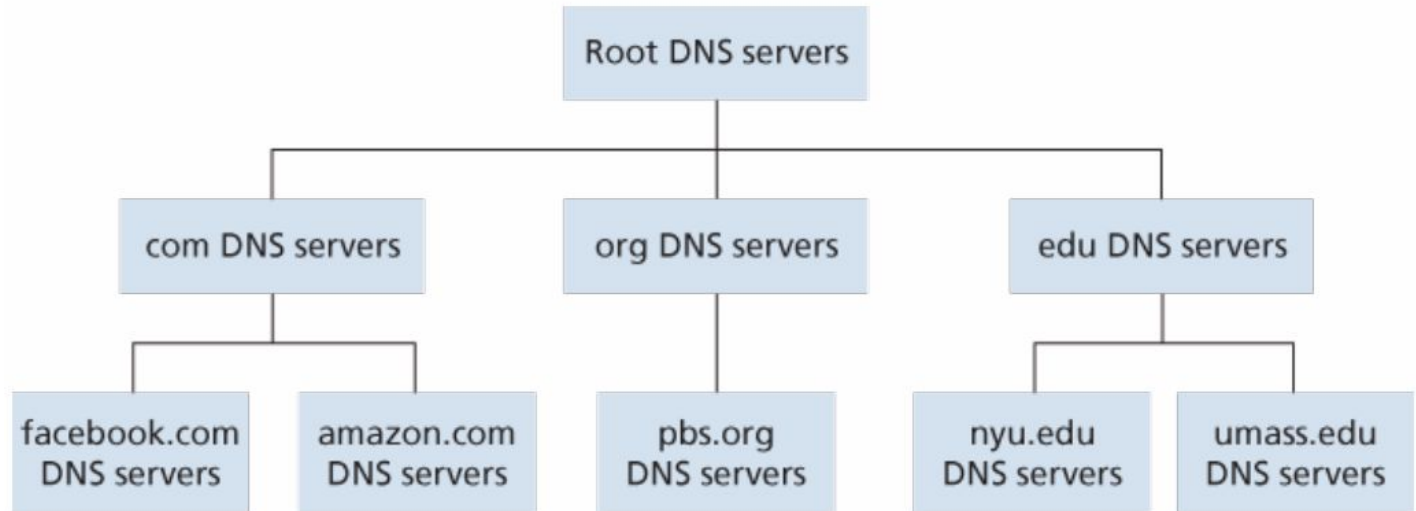 Root DNS servers
com DNS servers
org DNS servers
edu DNS servers
facebook.com
DNS servers
amazon.com
DNS servers
pbs.org
DNS servers
nyu.edu
DNS servers
umass.edu
DNS servers